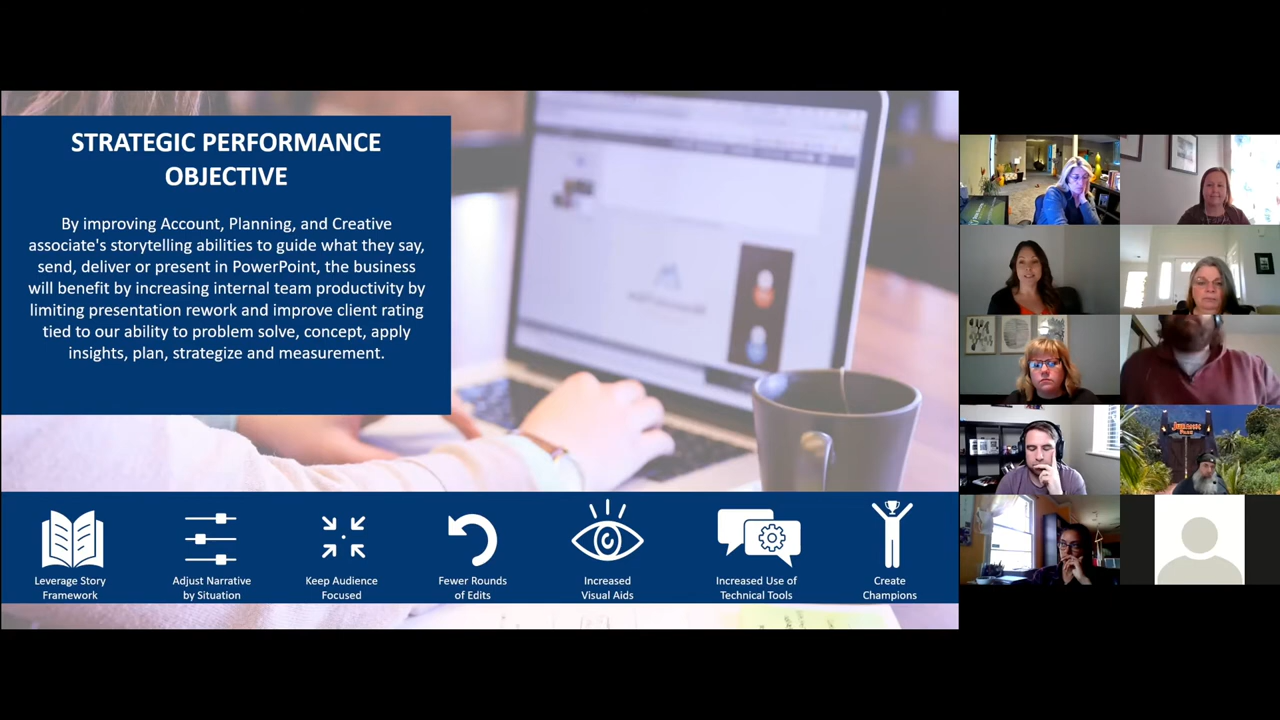 STRATEGIC PERFORMANCE
OBJECTIVE
By improving Account, Planning, and Creative
associate's storytelling abilities to guide what they say,
send, deliver or present in PowerPoint, the business
will benefit by increasing internal team productivity by
limiting presentation rework and improve client rating
tied to our ability to problem solve, concept, apply
insights, plan, strategize and measurement.
Leverage Story
Framework
Adjust Narrative
by Situation
Keep Audience
Focused
Fewer Rounds
of Edits
Increased
Visual Aids
Increased Use of
Technical Tools
Create
Champions
Jurassic
Park